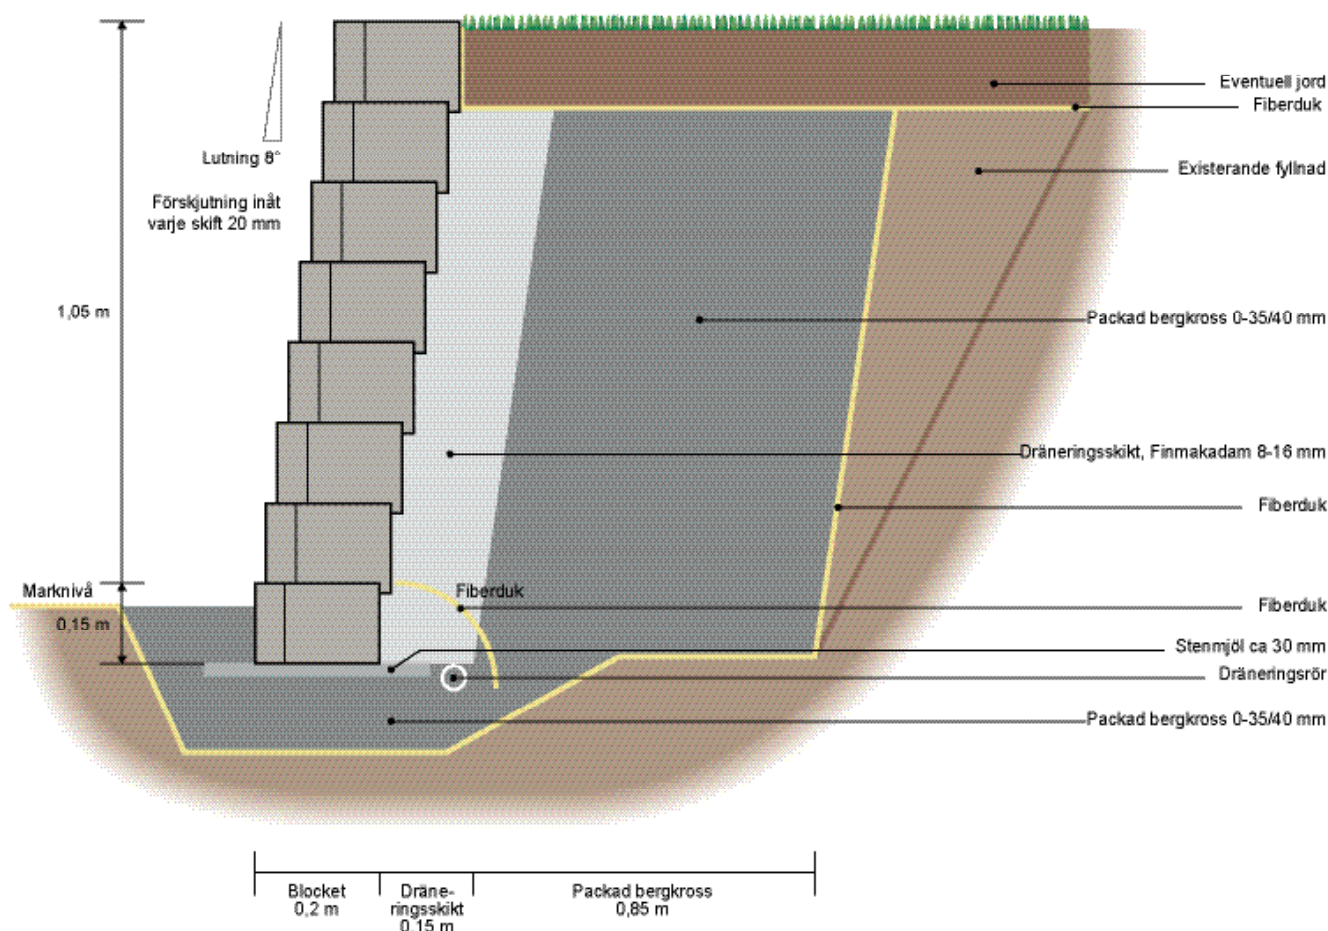 Eventuell jord
Fiberduk
Lutning 8°
Existerande fyllnad
Förskjutning inåt
varje skift 20 mm
1,05 m
Packad bergkross 0-35/40 mm
Dräneringsskikt, Finmakadam 8-16 mm
Fiberduk
Marknivå
Fiberduk
Fiberduk
0,15 m
Stenmjöl ca 30 mm
Dräneringsrör
Packad bergkross 0-35/40 mm
Blocket
0,2 m
Dräne-
ringsskikt
0,15 m
Packad bergkross
0,85 m